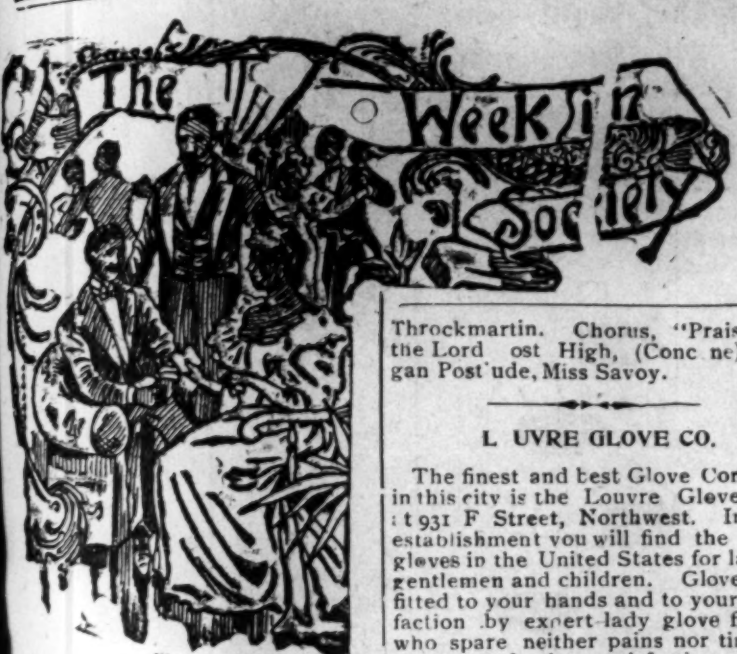 The Week in
Society
Throckmartin. Chorus, "Prais
the Lord ost High, (Conc ne)
gan Post ude, Miss Savoy.
L UVRE GLOVE CO.
The finest and best Glove Cor
in this city is the Louvre Glove
t 931 F Street, Northwest. I
establishment you will find the
gloves in the United States for l
gentlemen and children. Glove
fitted to your hands and to your
faction by expert lady glove f
who spare neither pains nor ti